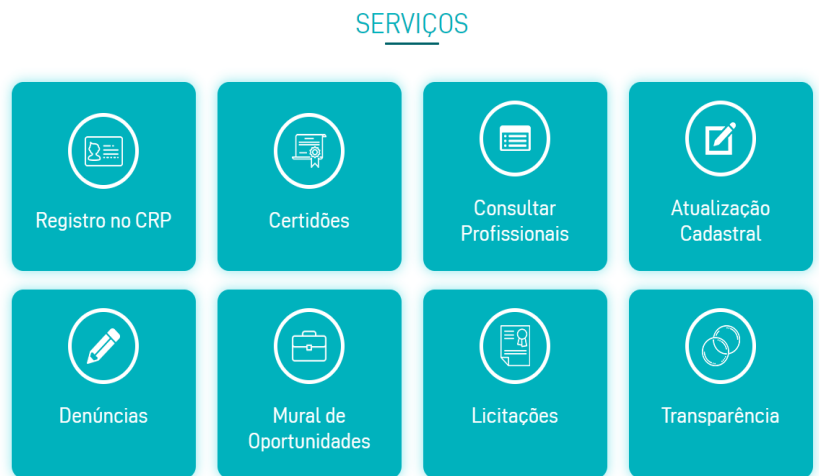 SERVIÇOS
Registro no CRP
Certidões
Consultar
Profissionais
Atualização
Cadastral
Denúncias
Mural de
Oportunidades
Licitações
Transparência